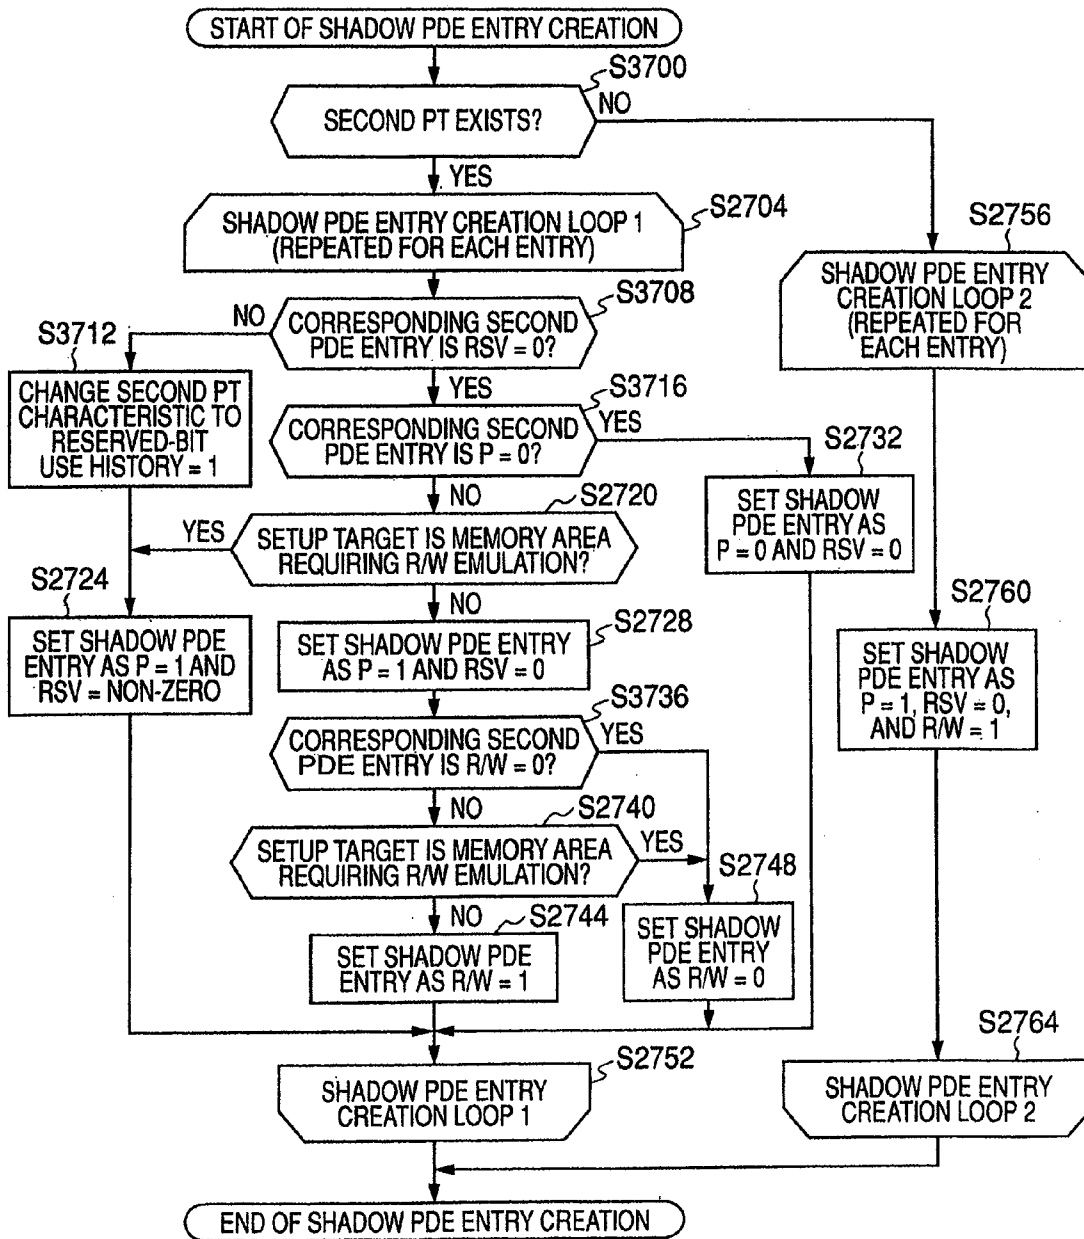 START OF SHADOW PDE ENTRY CREATION
S3700
SECOND PT EXISTS?
NO
YES
SHADOW PDE ENTRY CREATION LOOP 1
(REPEATED FOR EACH ENTRY)
S2704
S2756
SHADOW PDE ENTRY
CREATION LOOP 2
(REPEATED FOR
EACH ENTRY)
S3708
CORRESPONDING SECOND
PDE ENTRY IS RSV = 0?
NO
YES
S3712
CHANGE SECOND PT
CHARACTERISTIC TO
RESERVED-BIT
USE HISTORY = 1
S3716
CORRESPONDING SECOND
PDE ENTRY IS P = 0?
YES
NO
S2732
SET SHADOW
PDE ENTRY AS
P = 0 AND RSV = 0
S2720
SETUP TARGET IS MEMORY AREA
REQUIRING R/W EMULATION?
YES
NO
S2724
SET SHADOW PDE
ENTRY AS P = 1 AND
RSV = NON-ZERO
S2728
SET SHADOW PDE ENTRY
AS P = 1 AND RSV = 0
S2760
SET SHADOW
PDE ENTRY AS
P = 1, RSV = 0,
AND R/W = 1
S3736
CORRESPONDING SECOND
PDE ENTRY IS R/W = 0?
YES
NO
S2740
SETUP TARGET IS MEMORY AREA
REQUIRING R/W EMULATION?
YES
NO
S2748
SET SHADOW
PDE ENTRY
AS R/W = 0
S2744
SET SHADOW PDE
ENTRY AS R/W = 1
S2752
SHADOW PDE ENTRY
CREATION LOOP 1
S2764
SHADOW PDE ENTRY
CREATION LOOP 2
END OF SHADOW PDE ENTRY CREATION